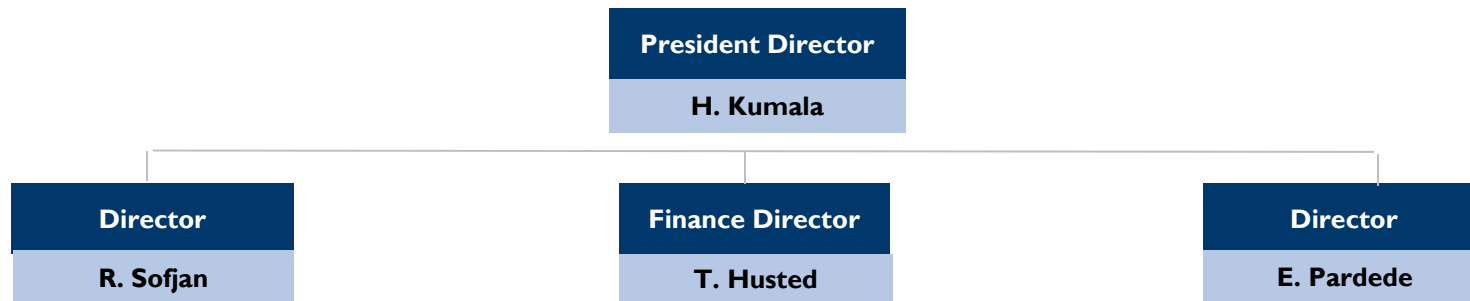 President Director
H. Kumala
Director
R. Sofjan
Finance Director
T. Husted
Director
E. Pardede